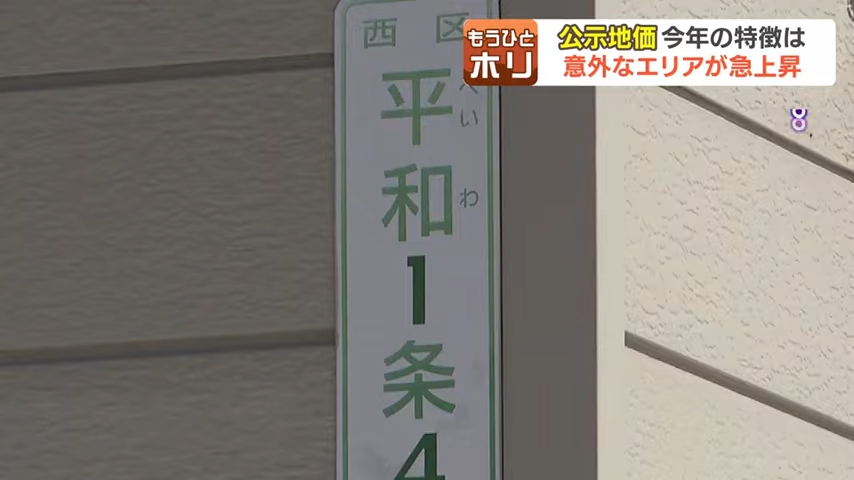 もうひと
ホリ
公示地価 今年の特徴は
意外なエリアが急上昇
西区
平和1条4
へいわ
8